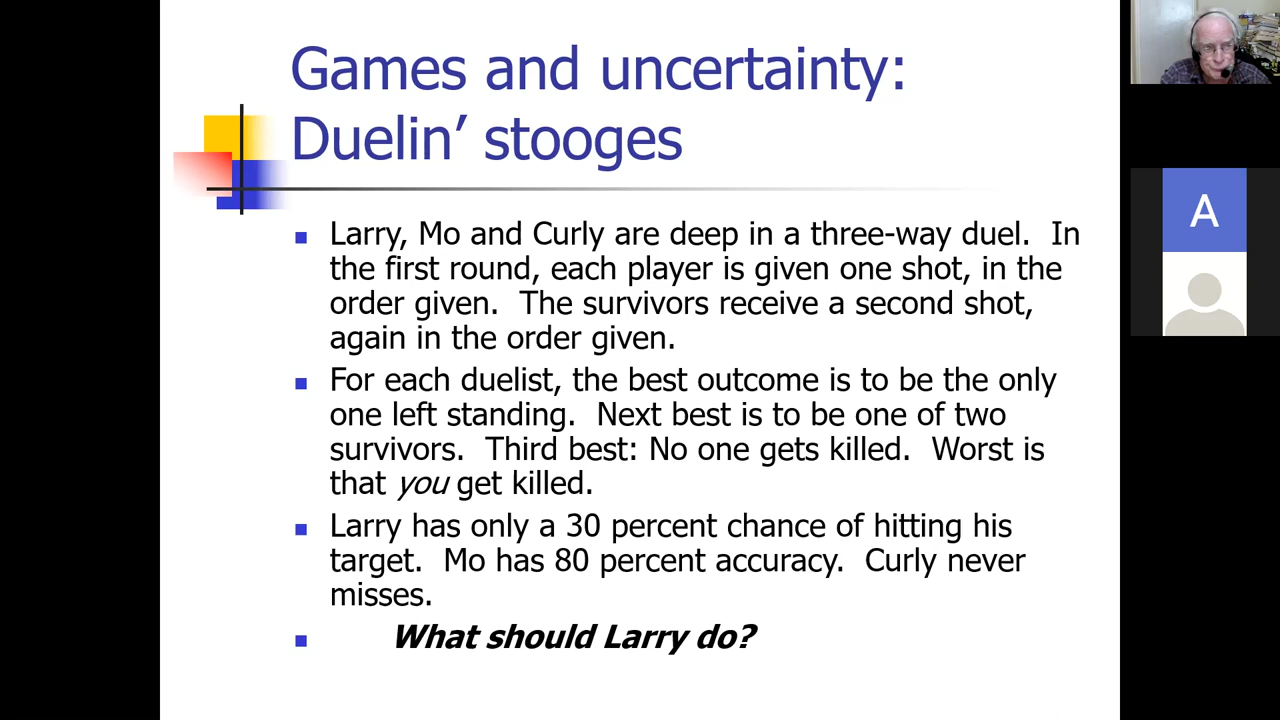 Games and uncertainty:
Duelin’ stooges
Larry, Mo and Curly are deep in a three-way duel.  In
the first round, each player is given one shot, in the
order given.  The survivors receive a second shot,
again in the order given.
For each duelist, the best outcome is to be the only
one left standing.  Next best is to be one of two
survivors.  Third best: No one gets killed.  Worst is
that you get killed.
Larry has only a 30 percent chance of hitting his
target.  Mo has 80 percent accuracy.  Curly never
misses.
What should Larry do?
A